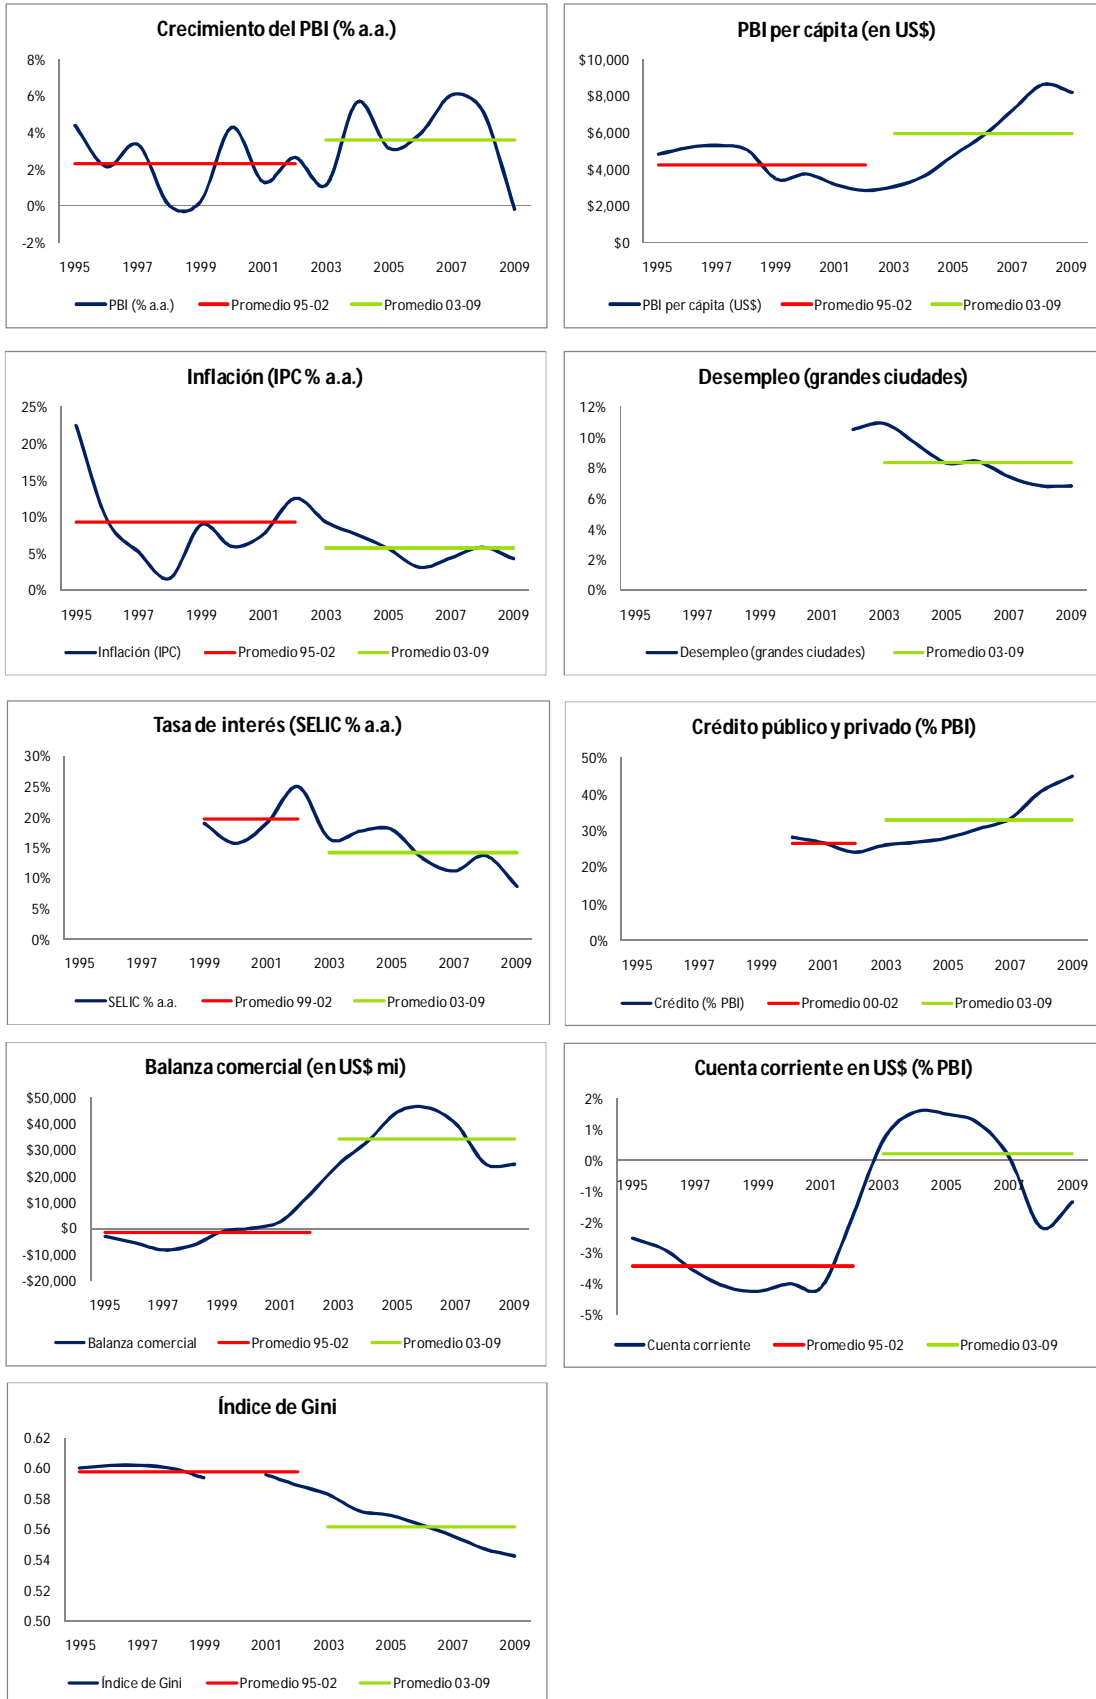 Crecimiento del PBI (% a.a.)
8%
6%
4%
2%
0%
-2%
1995 1997 1999 2001 2003 2005 2007 2009
PBI (% a.a.) Promedio 95-02 Promedio 03-09
PBI per cápita (en US$)
$10,000
$8,000
$6,000
$4,000
$2,000
$0
1995 1997 1999 2001 2003 2005 2007 2009
PBI per cápita (US$) Promedio 95-02 Promedio 03-09
Inflación (IPC % a.a.)
25%
20%
15%
10%
5%
0%
1995 1997 1999 2001 2003 2005 2007 2009
Inflación (IPC) Promedio 95-02 Promedio 03-09
Desempleo (grandes ciudades)
12%
10%
8%
6%
4%
2%
0%
1995 1997 1999 2001 2003 2005 2007 2009
Desempleo (grandes ciudades) Promedio 03-09
Tasa de interés (SELIC % a.a.)
30%
25%
20%
15%
10%
5%
0%
1995 1997 1999 2001 2003 2005 2007 2009
SELIC % a.a. Promedio 99-02 Promedio 03-09
Crédito público y privado (% PBI)
50%
40%
30%
20%
10%
0%
1995 1997 1999 2001 2003 2005 2007 2009
Crédito (% PBI) Promedio 00-02 Promedio 03-09
Balanza comercial (en US$ mi)
$50,000
$40,000
$30,000
$20,000
$10,000
$0
-$10,000
-$20,000
1995 1997 1999 2001 2003 2005 2007 2009
Balanza comercial Promedio 95-02 Promedio 03-09
Cuenta corriente en US$ (% PBI)
2%
1%
0%
1995 1997 1999 2001 2003 2005 2007 2009
-1%
-2%
-3%
-4%
-5%
Cuenta corriente Promedio 95-02 Promedio 03-09
Índice de Gini
0.62
0.60
0.58
0.56
0.54
0.52
0.50
1995 1997 1999 2001 2003 2005 2007 2009
Índice de Gini Promedio 95-02 Promedio 03-09